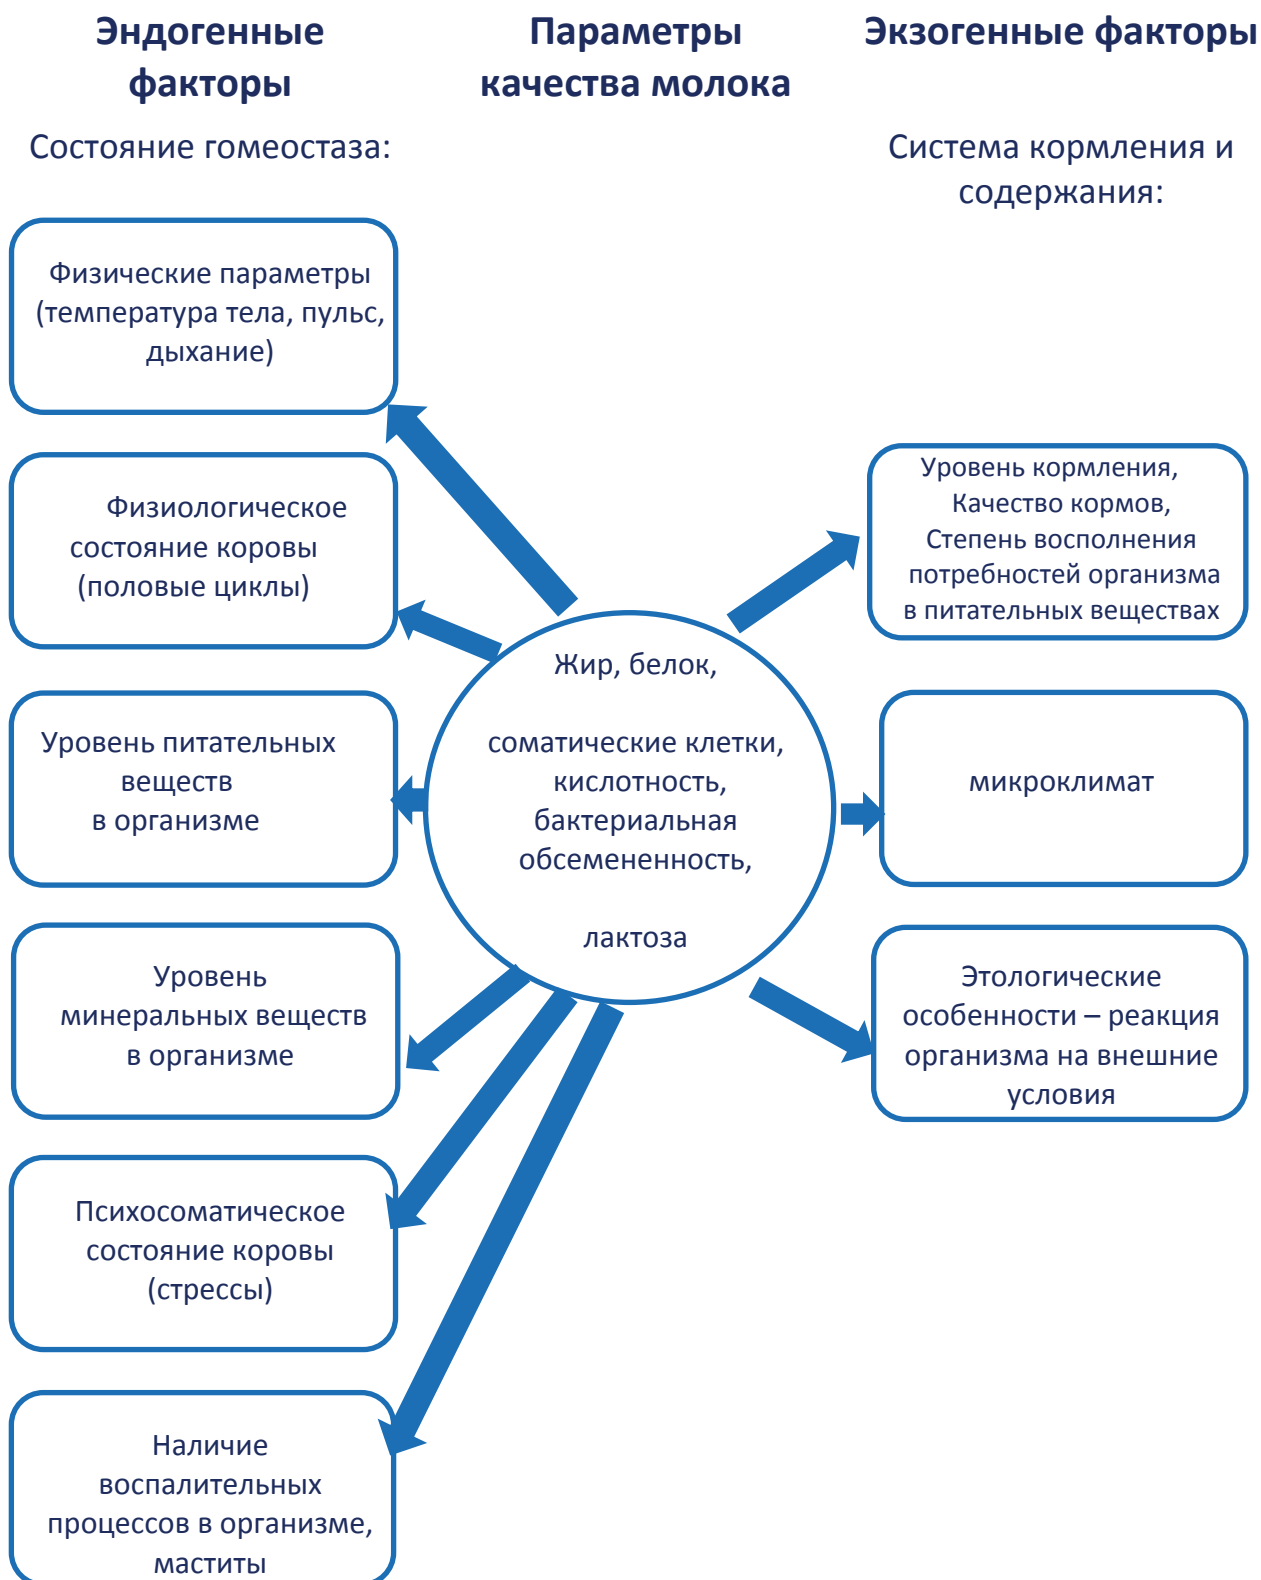 Эндогенные
факторы
Состояние гомеостаза:
Физические параметры
(температура тела, пульс,
дыхание)
Физиологическое
состояние коровы
(половые циклы)
Уровень питательных
веществ
в организме
Уровень
минеральных веществ
в организме
Психосоматическое
состояние коровы
(стрессы)
Наличие
воспалительных
процессов в организме,
маститы
Параметры
качества молока
Жир, белок,
соматические клетки,
кислотность,
бактериальная
обсемененность,
лактоза
Экзогенные факторы
Система кормления и
содержания:
Уровень кормления,
Качество кормов,
Степень восполнения
потребностей организма
в питательных веществах
микроклимат
Этологические
особенности – реакция
организма на внешние
условия